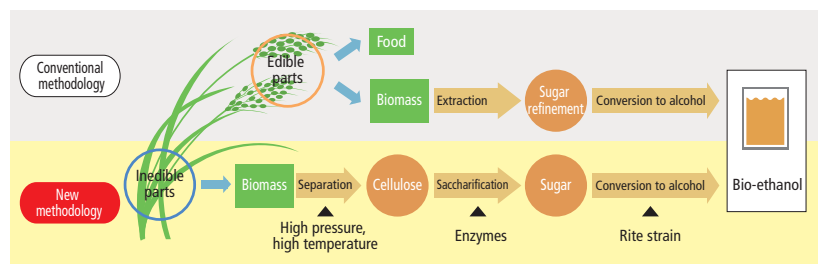 Conventional
methodology
Edible
parts
Food
Biomass
Extraction
Sugar
refinement
Conversion to alcohol
Bio-ethanol
New
methodology
Inedible
parts
Biomass
Separation
Cellulose
Saccharification
Sugar
Conversion to alcohol
High pressure,
high temperature
Enzymes
Rite strain